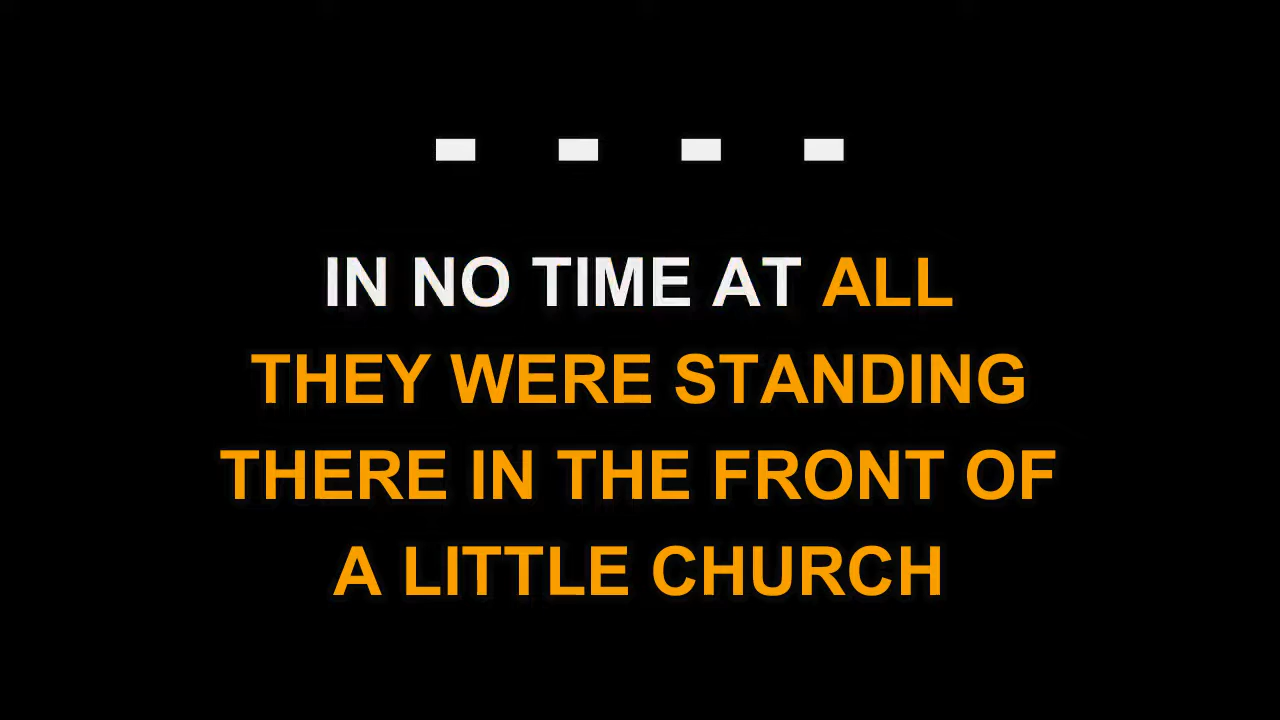 - - - -
IN NO TIME AT ALL
THEY WERE STANDING
THERE IN THE FRONT OF
A LITTLE CHURCH